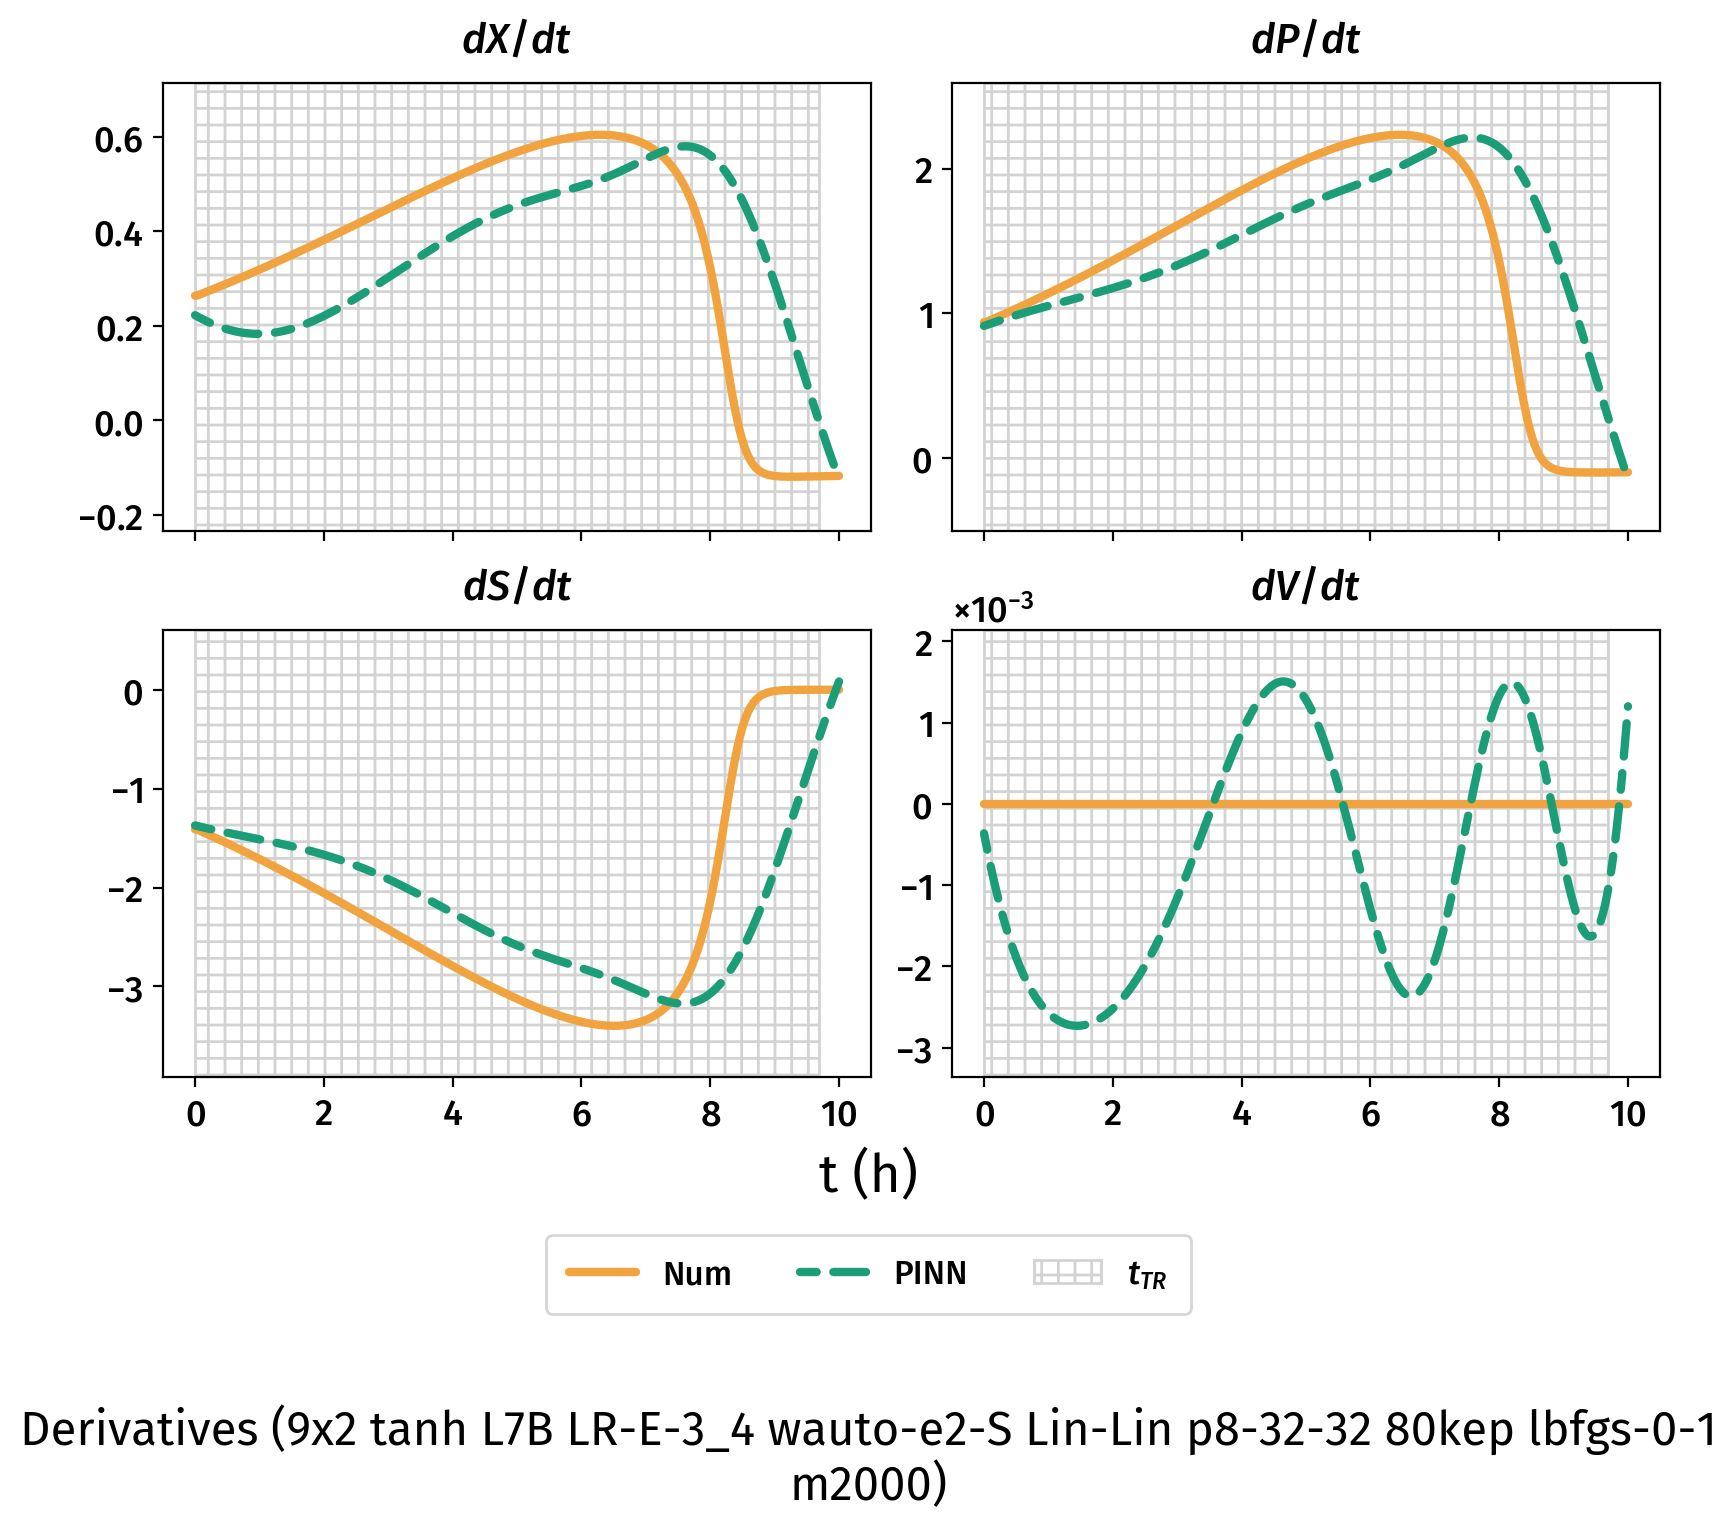 dX/dt
dP/dt
0.6
0.4
0.2
0.0
−0.2
2
1
0
dS/dt
dV/dt
×10⁻³
0
−1
−2
−3
2
1
0
−1
−2
−3
0 2 4 6 8 10
0 2 4 6 8 10
t (h)
Num PINN t_TR
Derivatives (9x2 tanh L7B LR-E-3_4 wauto-e2-S Lin-Lin p8-32-32 80kep lbfgs-0-1
m2000)